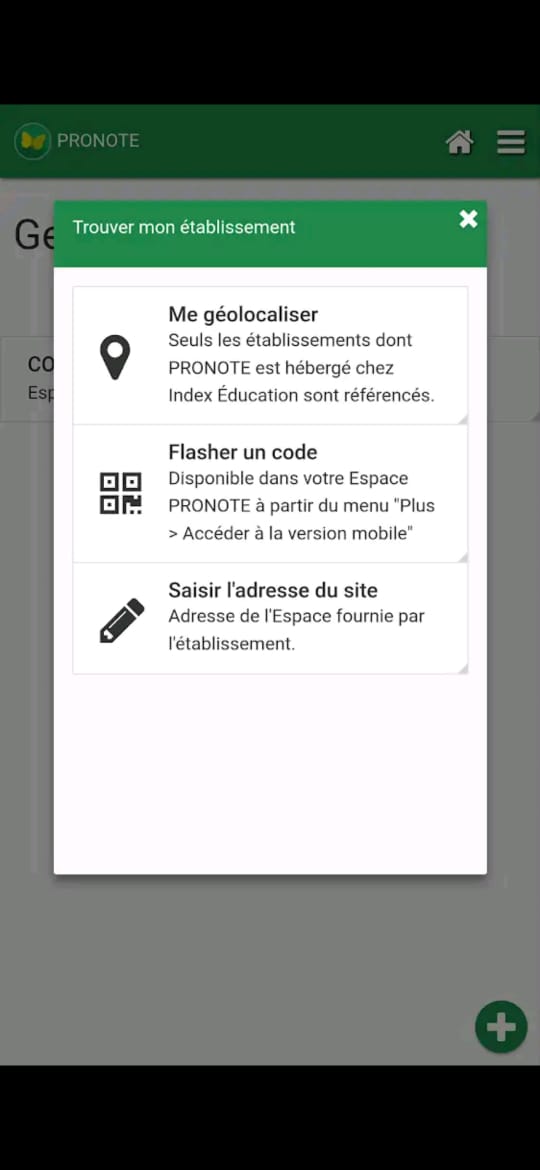 PRONOTE
Ge
Trouver mon établissement
CO
Esp
Me géolocaliser
Seuls les établissements dont
PRONOTE est hébergé chez
Index Éducation sont référencés.
Flasher un code
Disponible dans votre Espace
PRONOTE à partir du menu "Plus
> Accéder à la version mobile"
Saisir l'adresse du site
Adresse de l'Espace fournie par
l'établissement.